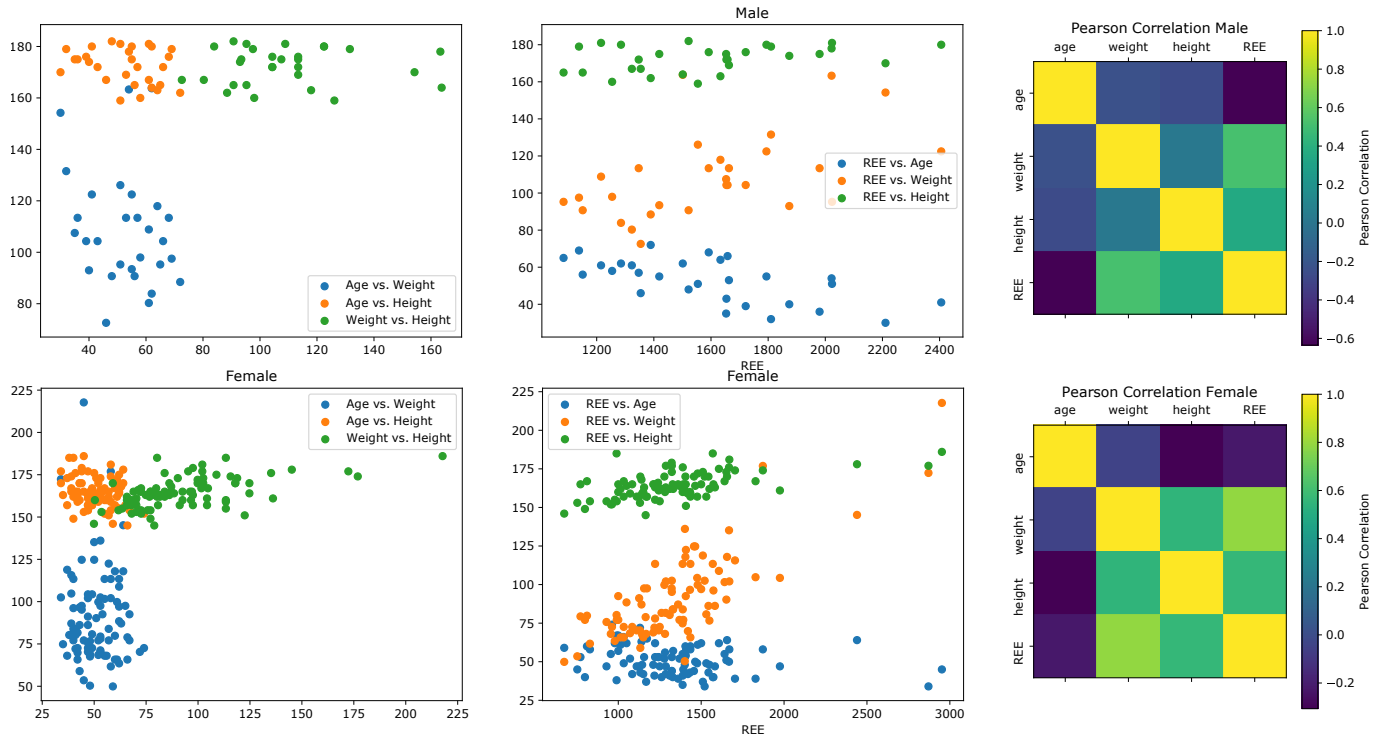 Male
Pearson Correlation Male
age weight height REE
180
160
140
120
100
80
40 60 80 100 120 140 160
Age vs. Weight
Age vs. Height
Weight vs. Height
180
160
140
120
100
80
60
40
1200 1400 1600 1800 2000 2200 2400
REE
REE vs. Age
REE vs. Weight
REE vs. Height
age
weight
height
REE
1.0
0.8
0.6
0.4
0.2
0.0
−0.2
−0.4
−0.6
Pearson Correlation
Female
225
200
175
150
125
100
75
50
25 50 75 100 125 150 175 200 225
Age vs. Weight
Age vs. Height
Weight vs. Height
Female
225
200
175
150
125
100
75
50
25
1000 1500 2000 2500 3000
REE
REE vs. Age
REE vs. Weight
REE vs. Height
Pearson Correlation Female
age weight height REE
age
weight
height
REE
1.0
0.8
0.6
0.4
0.2
0.0
−0.2
Pearson Correlation